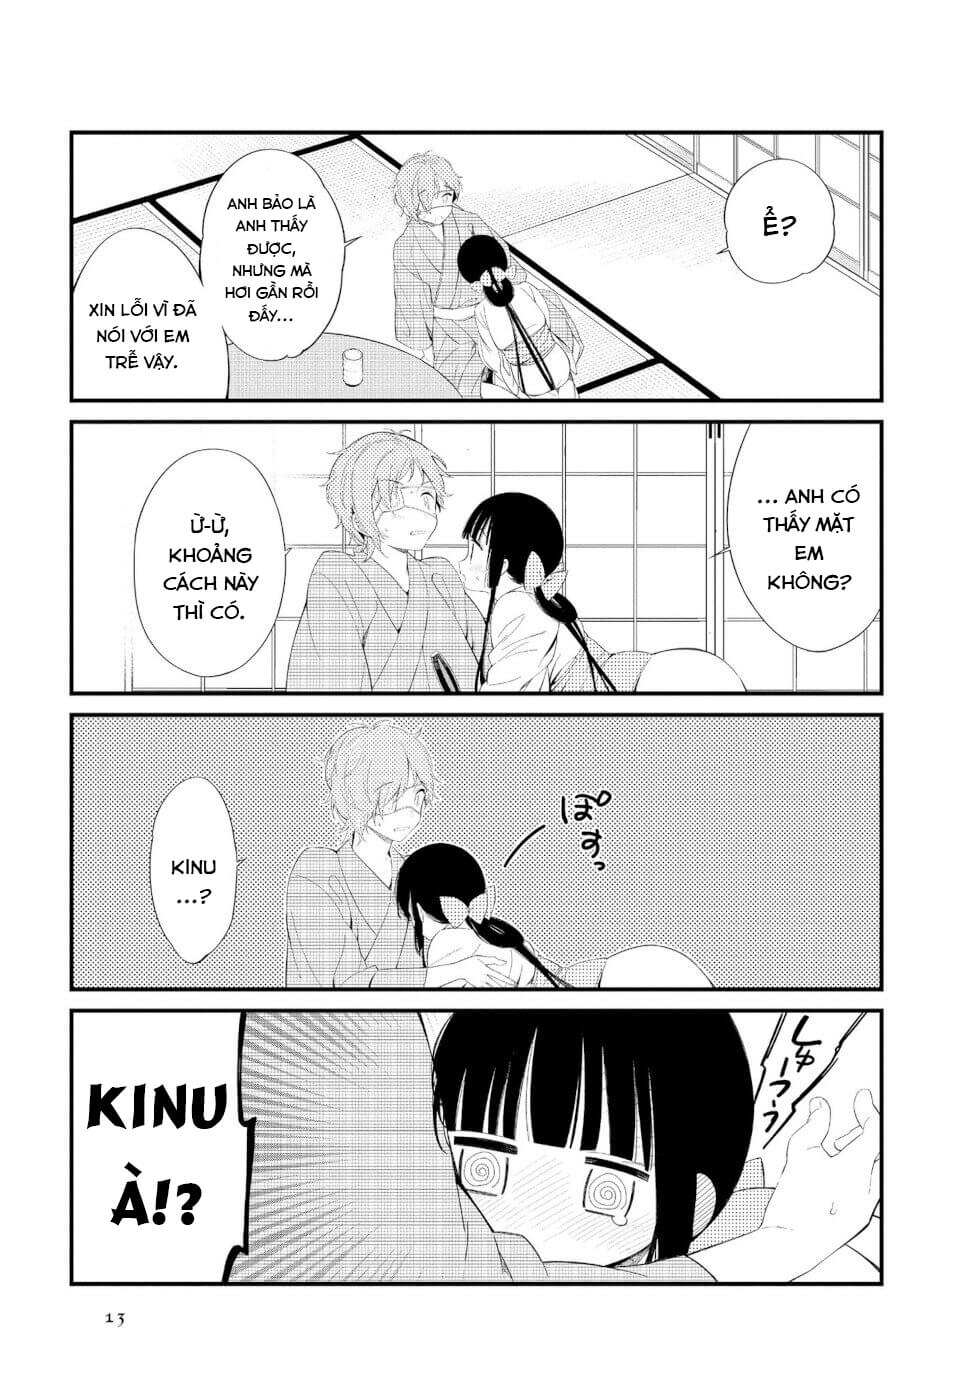 Ể?
ANH BẢO LÀ
ANH THẤY
ĐƯỢC,
NHƯNG MÀ
HƠI GẦN RỒI
ĐẤY...
XIN LỖI VÌ ĐÃ
NÓI VỚI EM
TRỄ VẬY.
... ANH CÓ
THẤY MẶT
EM
KHÔNG?
Ừ-Ừ,
KHOẢNG
CÁCH NÀY
THÌ CÓ.
ぽすっ
KINU
...?
しゅーぅぅ
KINU
À!?
13